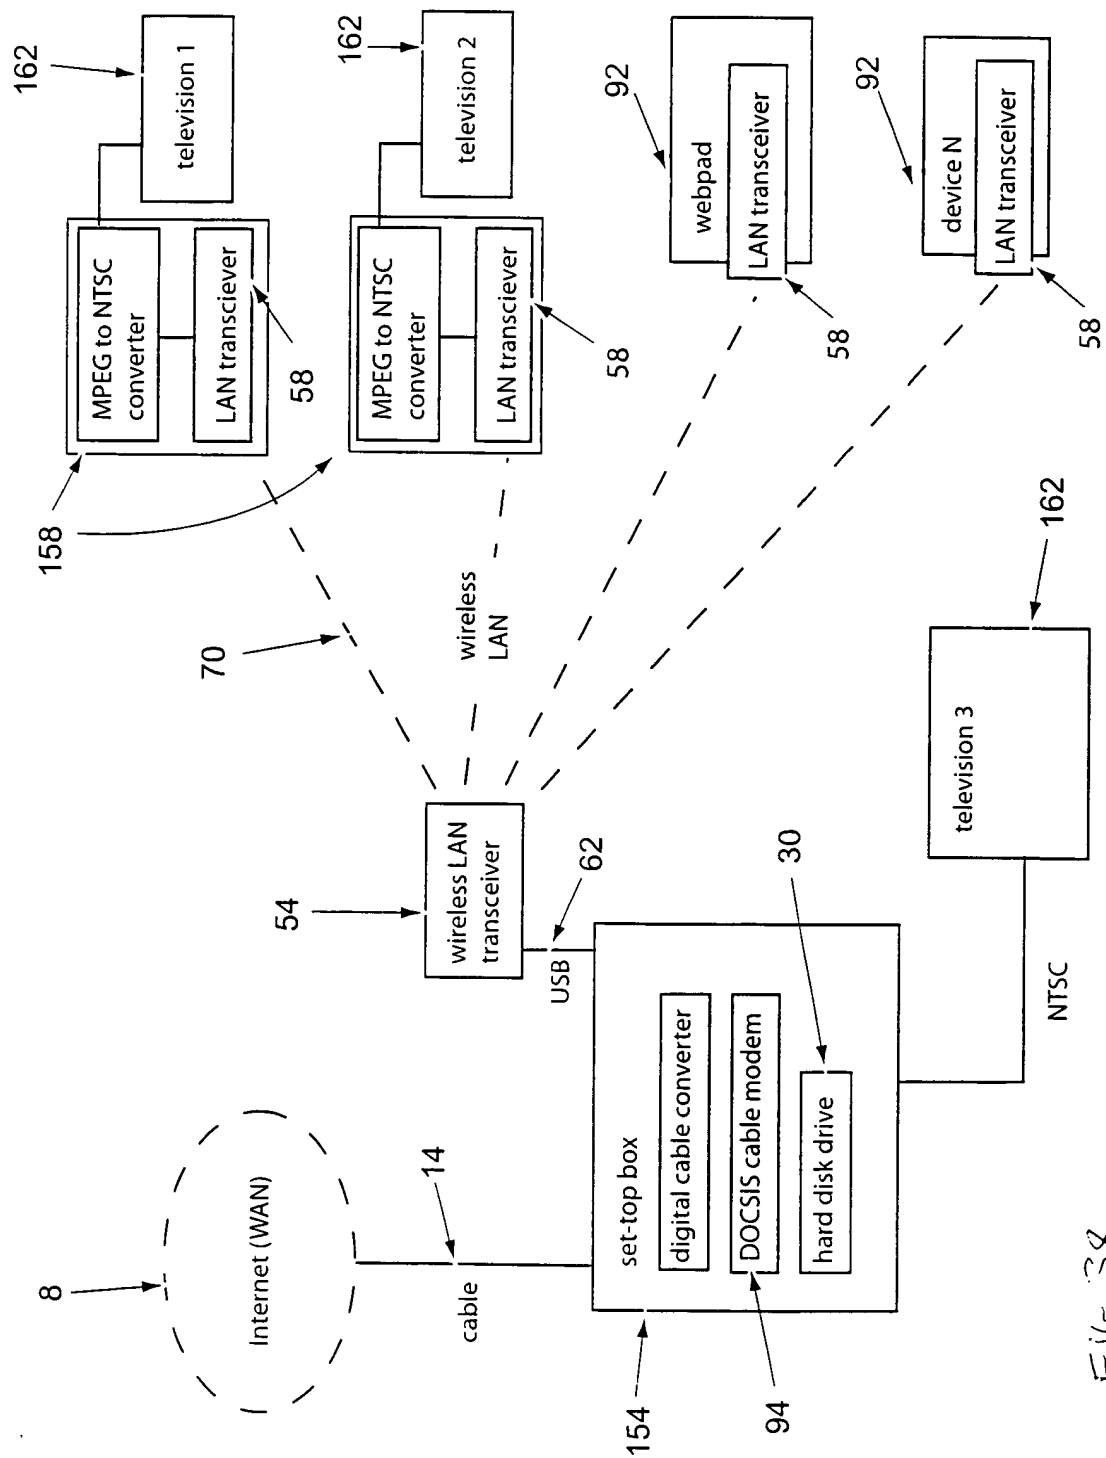 8
Internet (WAN)
14
cable
154
set-top box
digital cable converter
DOCSIS cable modem
94
hard disk drive
30
USB
62
54
wireless LAN
transceiver
70
wireless
LAN
NTSC
television 3
162
158
MPEG to NTSC
converter
LAN transciever
58
television 1
162
MPEG to NTSC
converter
LAN transciever
58
television 2
162
webpad
LAN transceiver
92
58
device N
LAN transceiver
92
58